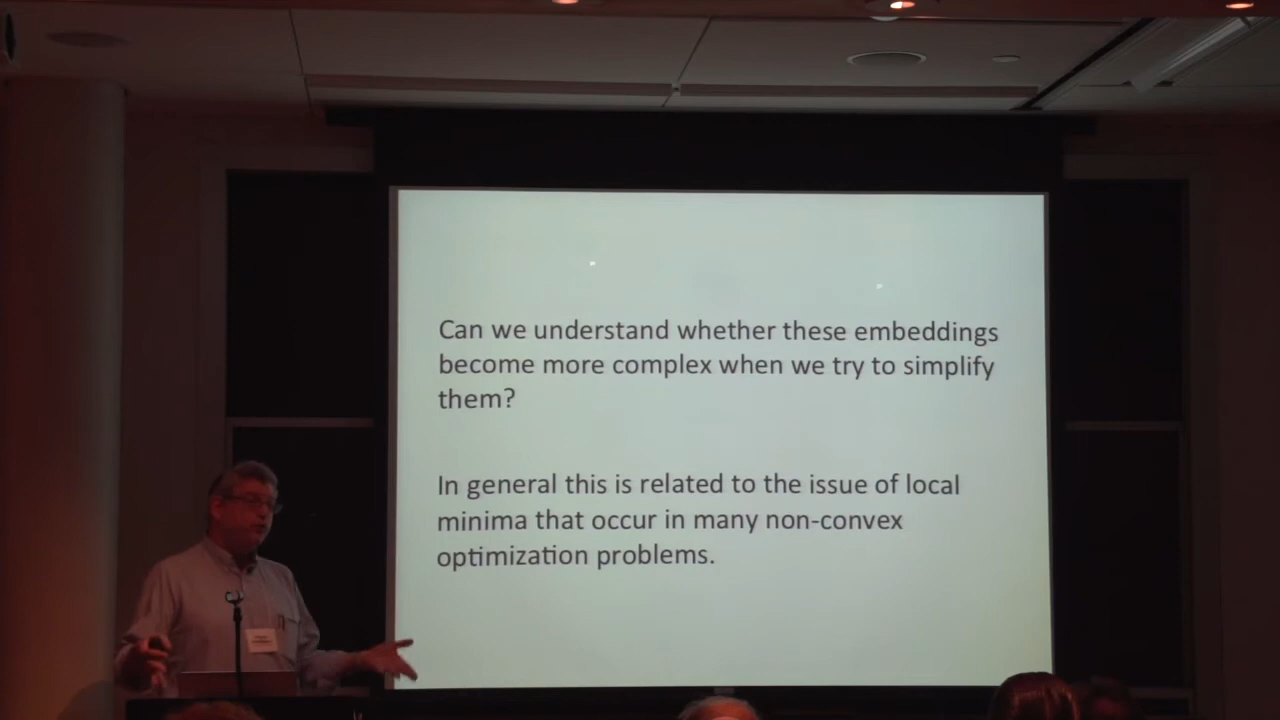 Can we understand whether these embeddings
become more complex when we try to simplify
them?
In general this is related to the issue of local
minima that occur in many non-convex
optimization problems.